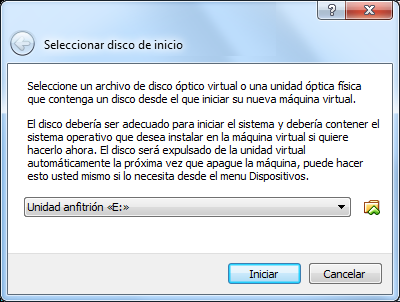 ?
X
Seleccionar disco de inicio
Seleccione un archivo de disco óptico virtual o una unidad óptica física
que contenga un disco desde el que iniciar su nueva máquina virtual.
El disco debería ser adecuado para iniciar el sistema y debería contener el
sistema operativo que desea instalar en la máquina virtual si quiere
hacerlo ahora. El disco será expulsado de la unidad virtual
automáticamente la próxima vez que apague la máquina, puede hacer
esto usted mismo si lo necesita desde el menu Dispositivos.
Unidad anfitrión «E:»
Iniciar
Cancelar